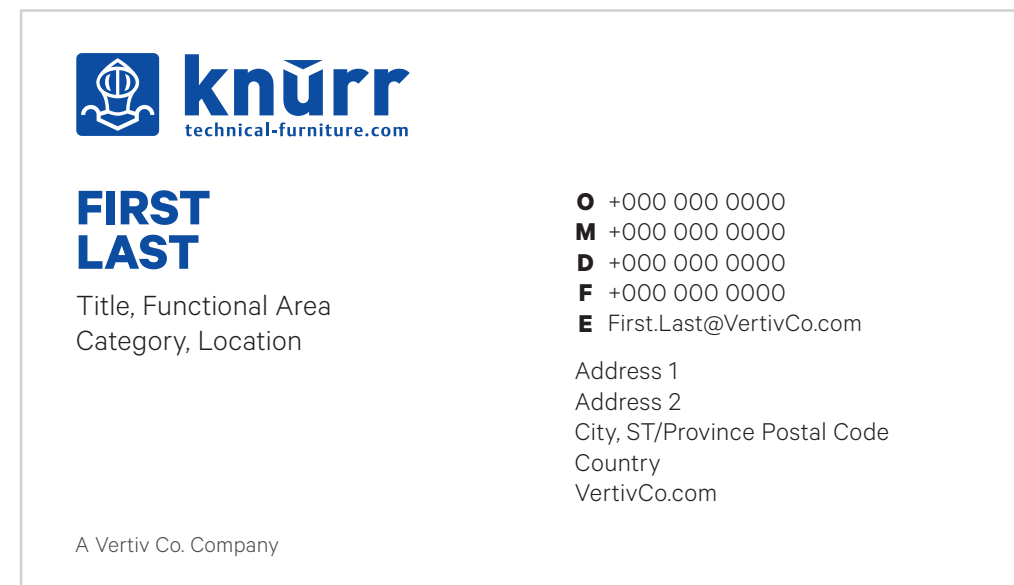 knürr
technical-furniture.com
FIRST
LAST
Title, Functional Area
Category, Location
O +000 000 0000
M +000 000 0000
D +000 000 0000
F +000 000 0000
E First.Last@VertivCo.com
Address 1
Address 2
City, ST/Province Postal Code
Country
VertivCo.com
A Vertiv Co. Company